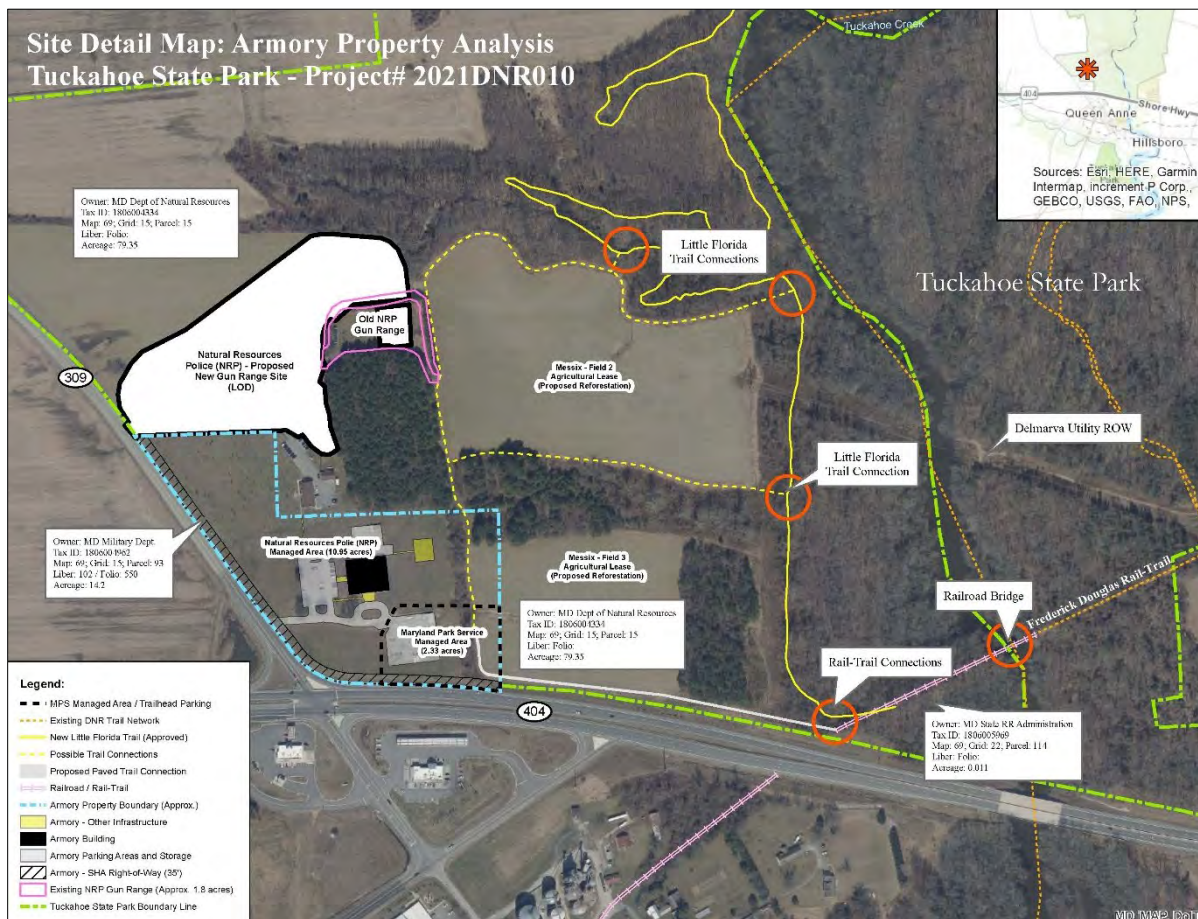 Site Detail Map: Armory Property Analysis
Tuckahoe State Park - Project# 2021DNR010
Tuckahoe Creek
404
Shore Hwy
Queen Anne
Hillsboro
Sources: Esri, HERE, Garmin
Intermap, increment P Corp.,
GEBCO, USGS, FAO, NPS,
Owner: MD Dept of Natural Resources
Tax ID: 1806004334
Map: 69; Grid: 15; Parcel: 15
Liber: Folio:
Acreage: 79.35
Little Florida
Trail Connections
Tuckahoe State Park
Old NRP
Gun Range
Natural Resources
Police (NRP) - Proposed
New Gun Range Site
(LOD)
309
Messix - Field 2
Agricultural Lease
(Proposed Reforestation)
Delmarva Utility ROW
Little Florida
Trail Connection
Owner: MD Military Dept.
Tax ID: 1806001962
Map: 69; Grid: 15; Parcel: 93
Liber: 102 / Folio: 550
Acreage: 14.2
Natural Resources Polie (NRP)
Managed Area (10.95 acres)
Messix - Field 3
Agricultural Lease
(Proposed Reforestation)
Owner: MD Dept of Natural Resources
Tax ID: 1806004334
Map: 69; Grid: 15; Parcel: 15
Liber: Folio:
Acreage: 79.35
Maryland Park Service
Managed Area
(2.33 acres)
Railroad Bridge
Frederick Douglas Rail-Trail
Rail-Trail Connections
404
Owner: MD State RR Administration
Tax ID: 1806005969
Map: 69; Grid: 22; Parcel: 114
Liber: Folio:
Acreage: 0.011
Legend:
MPS Managed Area / Trailhead Parking
Existing DNR Trail Network
New Little Florida Trail (Approved)
Possible Trail Connections
Proposed Paved Trail Connection
Railroad / Rail-Trail
Armory Property Boundary (Approx.)
Armory - Other Infrastructure
Armory Building
Armory Parking Areas and Storage
Armory - SHA Right-of-Way (35')
Existing NRP Gun Range (Approx. 1.8 acres)
Tuckahoe State Park Boundary Line